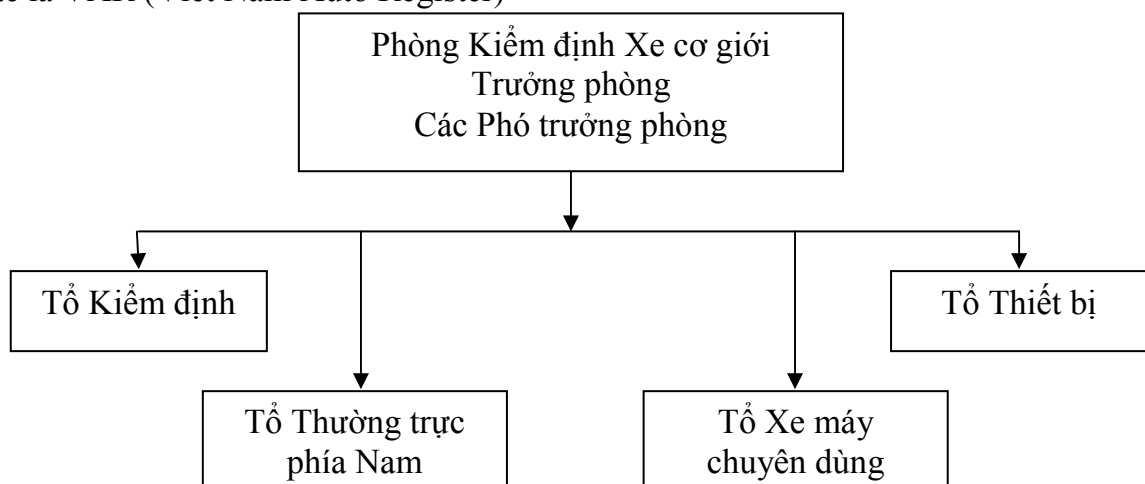 là VAR (Viet Nam Auto Register)
Phòng Kiểm định Xe cơ giới
Trưởng phòng
Các Phó trưởng phòng
Tổ Kiểm định
Tổ Thiết bị
Tổ Thường trực
phía Nam
Tổ Xe máy
chuyên dùng